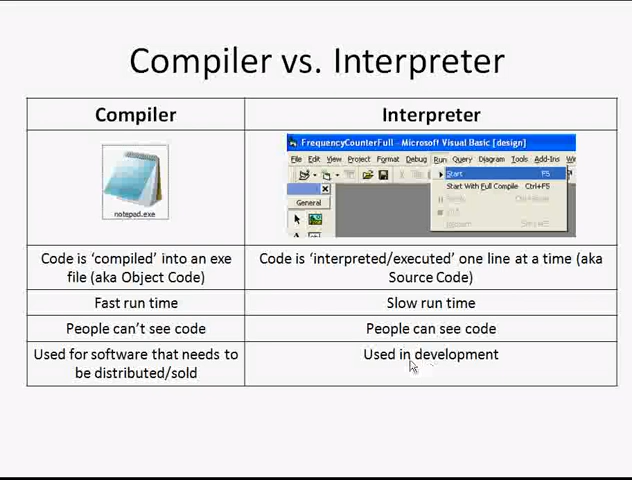 Compiler vs. Interpreter
Compiler
Interpreter
notepad.exe
FrequencyCounterFull - Microsoft Visual Basic [design]
File Edit View Project Format Debug Run Query Diagram Tools Add-Ins
Start F5
Start With Full Compile Ctrl+F5
General
Code is 'compiled' into an exe
file (aka Object Code)
Code is 'interpreted/executed' one line at a time (aka
Source Code)
Fast run time
Slow run time
People can't see code
People can see code
Used for software that needs to
be distributed/sold
Used in development